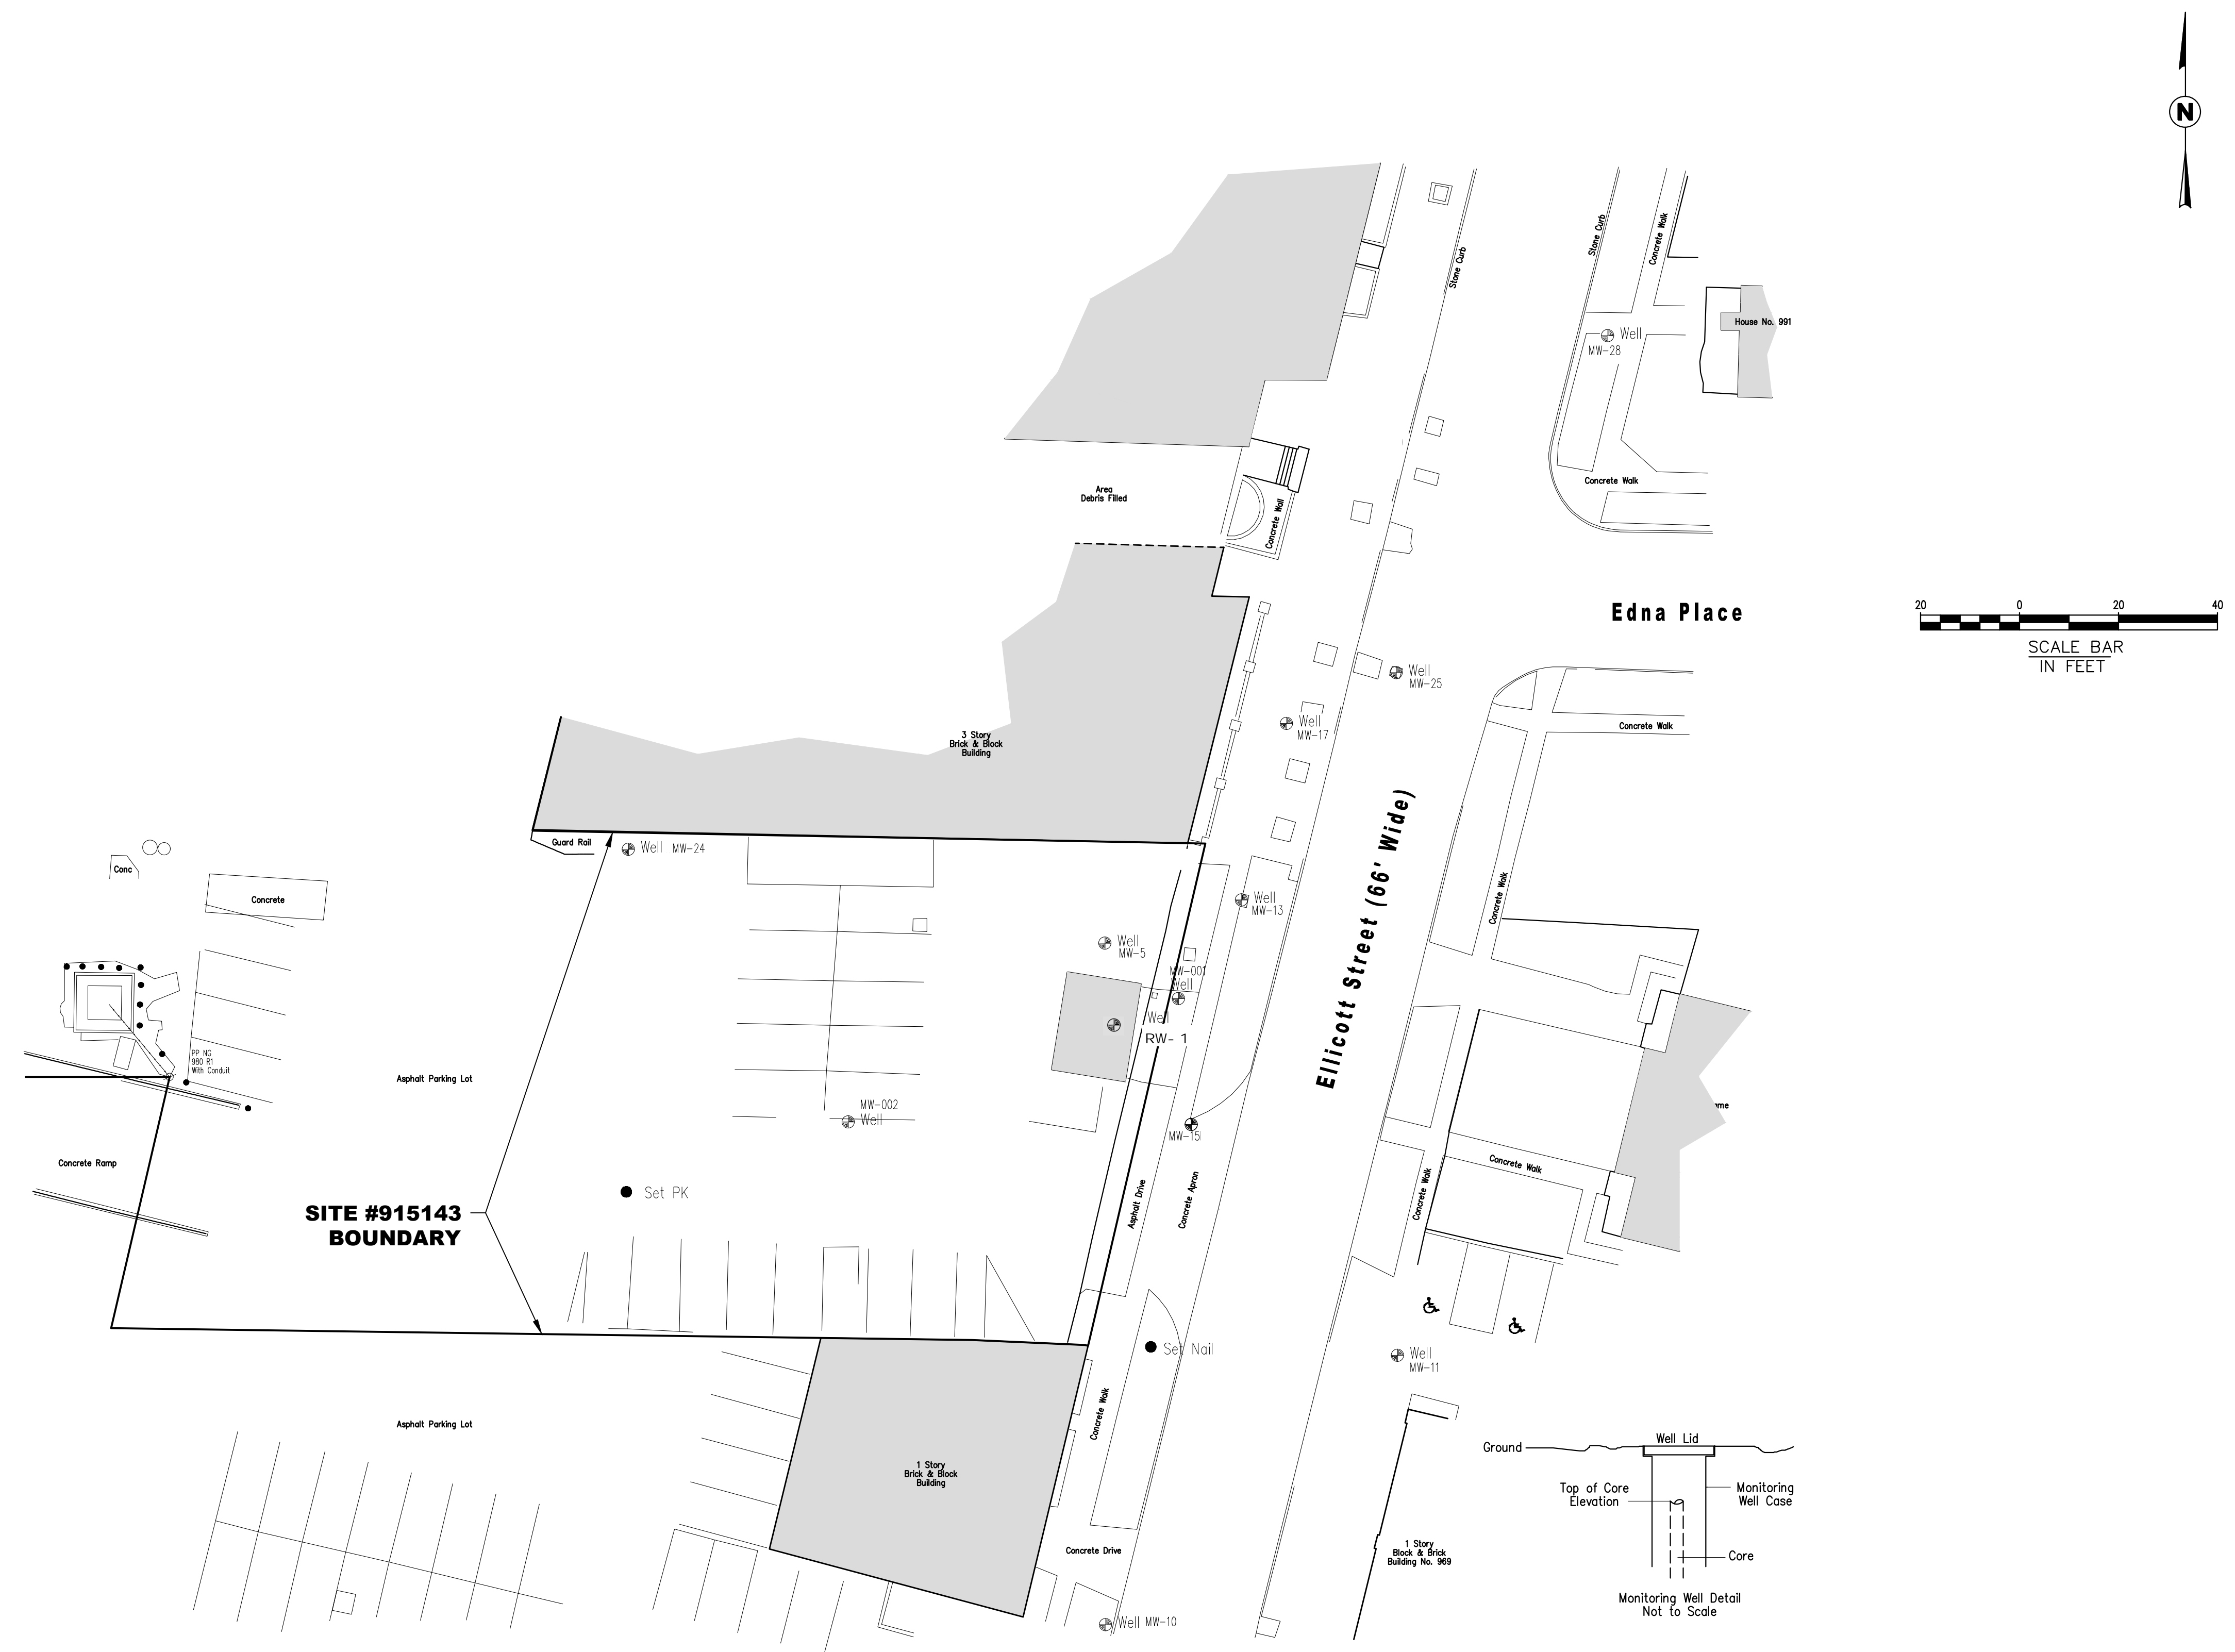 N
Stone Curb
Concrete Walk
Stone Curb
House No. 991
Well
MW-28
Concrete Walk
Area
Debris Filled
Concrete Wall
Edna Place
20 0 20 40
SCALE BAR
IN FEET
Well
MW-25
Concrete Walk
Well
MW-17
3 Story
Brick & Block
Building
Ellicott Street (66' Wide)
Guard Rail
Well MW-24
Conc
Concrete
Well
MW-13
Concrete Walk
Well
MW-5
MW-001
Well
Well
RW- 1
PP NG
980 R1
With Conduit
Asphalt Parking Lot
MW-002
Well
MW-15
Concrete Ramp
Concrete Walk
Concrete Walk
Set PK
Asphalt Drive
Concrete Apron
SITE #915143
BOUNDARY
Set Nail
Well
MW-11
Concrete Walk
Asphalt Parking Lot
1 Story
Brick & Block
Building
Ground
Well Lid
Top of Core
Elevation
Monitoring
Well Case
Core
Monitoring Well Detail
Not to Scale
Concrete Drive
1 Story
Block & Brick
Building No. 969
Well MW-10